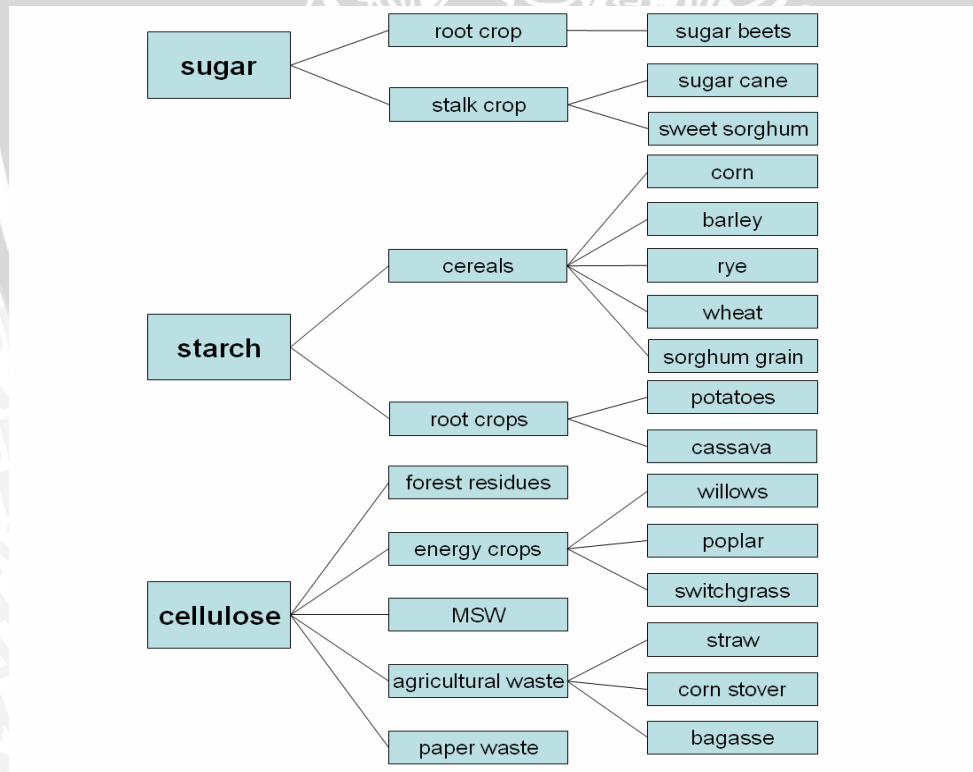 sugar
root crop
sugar beets
stalk crop
sugar cane
sweet sorghum
starch
cereals
corn
barley
rye
wheat
sorghum grain
root crops
potatoes
cassava
cellulose
forest residues
energy crops
willows
poplar
switchgrass
MSW
agricultural waste
straw
corn stover
bagasse
paper waste